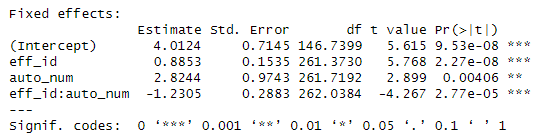 Fixed effects:
Estimate Std. Error df t value Pr(>|t|)
(Intercept) 4.0124 0.7145 146.7399 5.615 9.53e-08 ***
eff_id 0.8853 0.1535 261.3730 5.768 2.27e-08 ***
auto_num 2.8244 0.9743 261.7192 2.899 0.00406 **
eff_id:auto_num -1.2305 0.2883 262.0384 -4.267 2.77e-05 ***
---
Signif. codes: 0 ‘***’ 0.001 ‘**’ 0.01 ‘*’ 0.05 ‘.’ 0.1 ‘ ’ 1